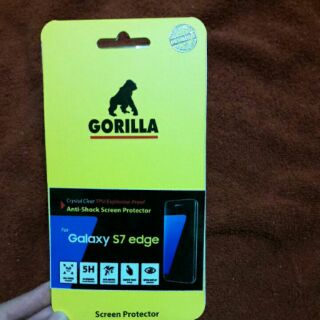 GORILLA
Crystal Clear TPU Explosion Proof
Anti-Shock Screen Protector
For
Galaxy S7 edge
5H
Screen Protector